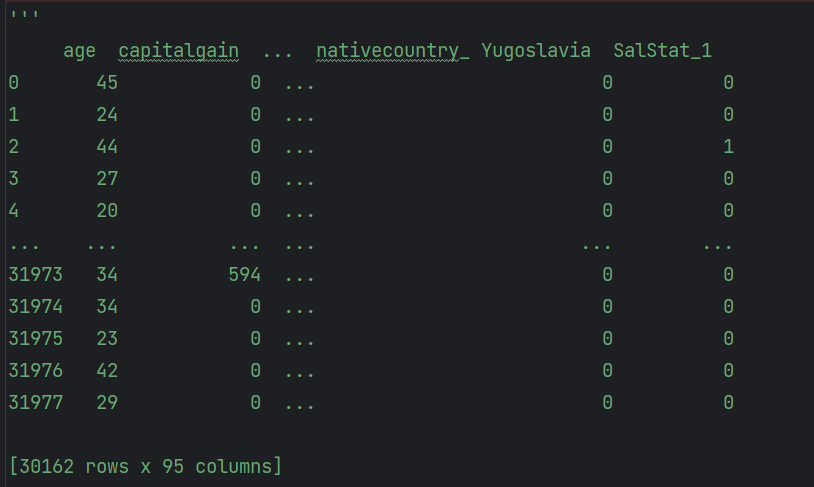 '''
     age  capitalgain  ...  nativecountry_ Yugoslavia  SalStat_1
0       45            0  ...                          0          0
1       24            0  ...                          0          0
2       44            0  ...                          0          1
3       27            0  ...                          0          0
4       20            0  ...                          0          0
...    ...          ...  ...                        ...        ...
31973   34          594  ...                          0          0
31974   34            0  ...                          0          0
31975   23            0  ...                          0          0
31976   42            0  ...                          0          0
31977   29            0  ...                          0          0
[30162 rows x 95 columns]